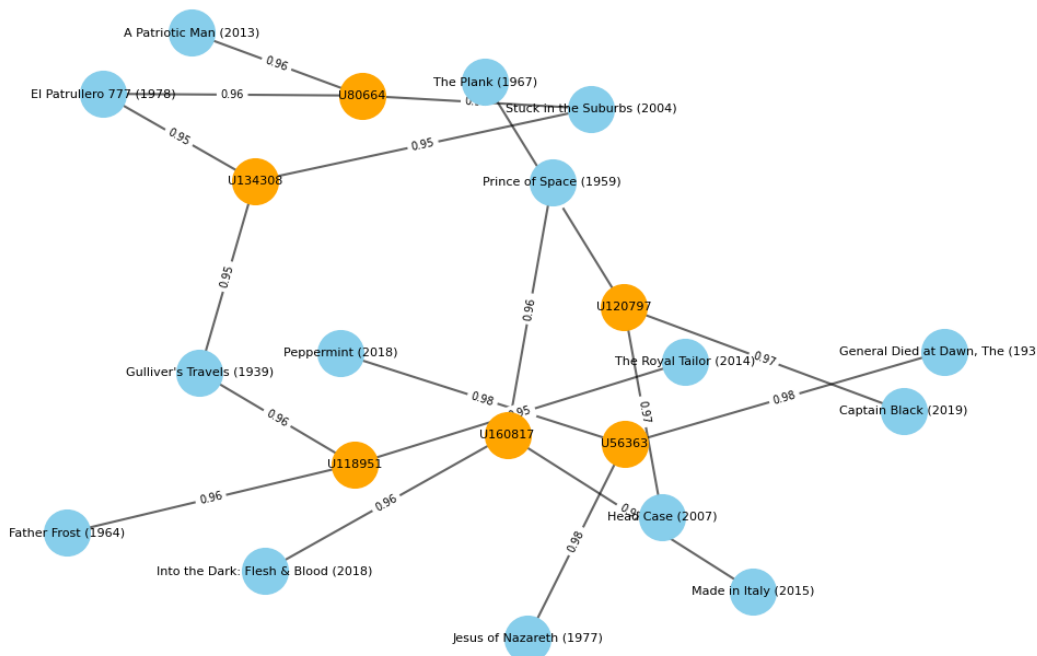 A Patriotic Man (2013)
0.96
The Plank (1967)
El Patrullero 777 (1978)
0.96
U80664
Stuck in the Suburbs (2004)
0.95
0.95
U134308
Prince of Space (1959)
0.95
0.96
U120797
Peppermint (2018)
The Royal Tailor (2014)
0.97
General Died at Dawn, The (193
Gulliver's Travels (1939)
0.98
0.98
0.97
Captain Black (2019)
0.96
0.95
U160817
U56363
U118951
0.96
0.96
Head Case (2007)
Father Frost (1964)
0.98
Into the Dark: Flesh & Blood (2018)
Made in Italy (2015)
Jesus of Nazareth (1977)